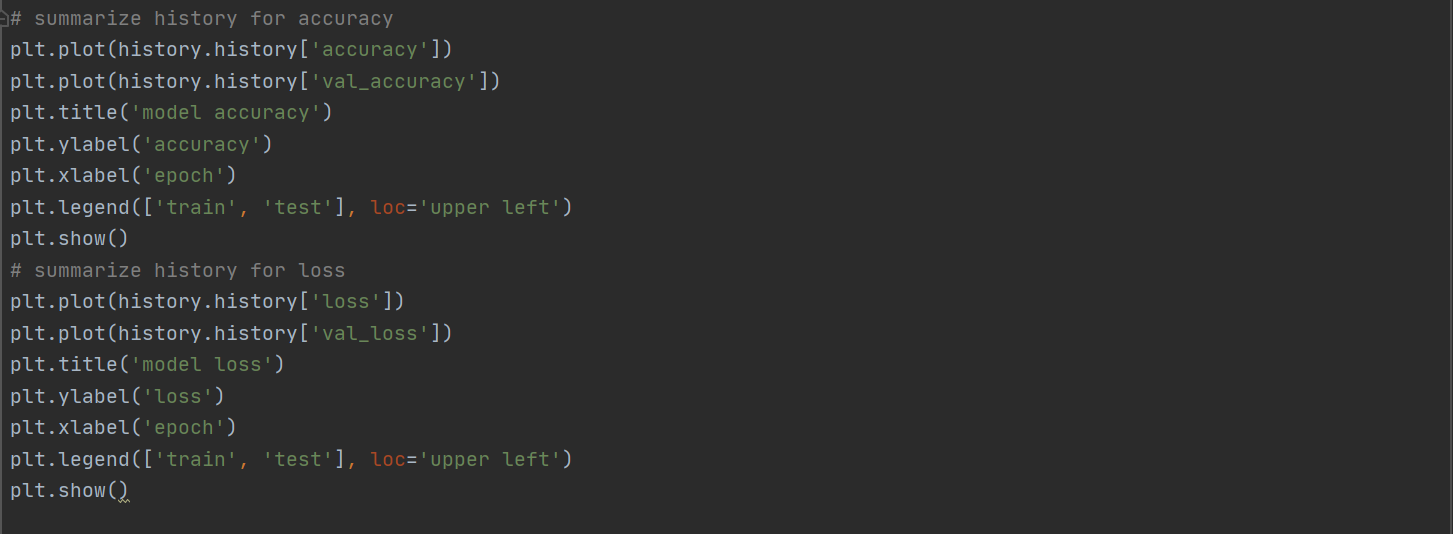 # summarize history for accuracy
plt.plot(history.history['accuracy'])
plt.plot(history.history['val_accuracy'])
plt.title('model accuracy')
plt.ylabel('accuracy')
plt.xlabel('epoch')
plt.legend(['train', 'test'], loc='upper left')
plt.show()
# summarize history for loss
plt.plot(history.history['loss'])
plt.plot(history.history['val_loss'])
plt.title('model loss')
plt.ylabel('loss')
plt.xlabel('epoch')
plt.legend(['train', 'test'], loc='upper left')
plt.show()